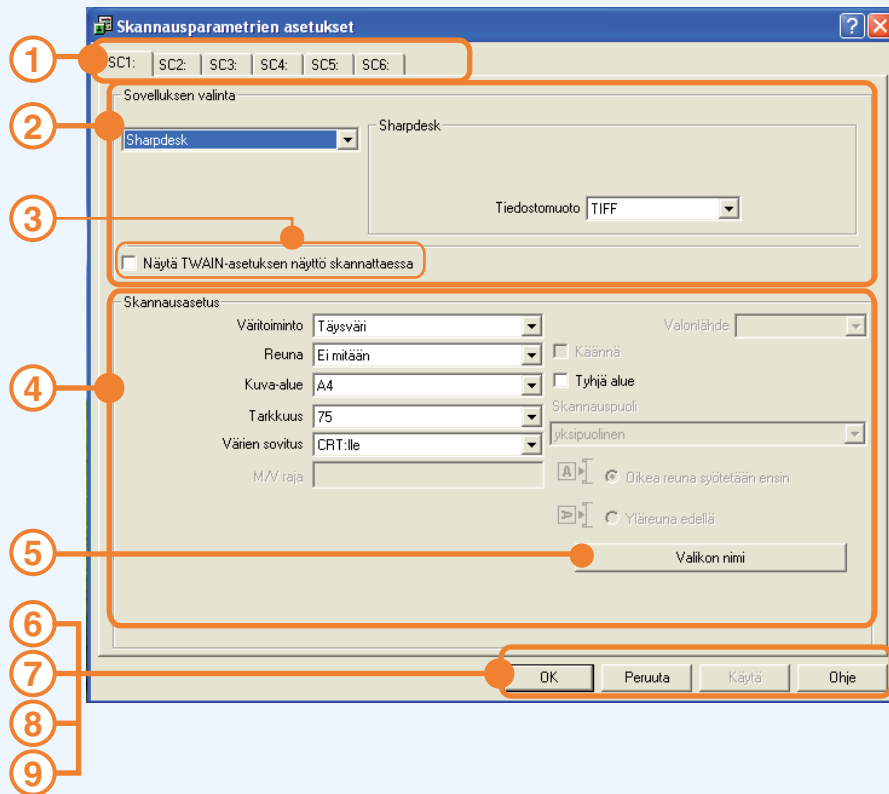 Skannausparametrien asetukset
1
SC1: SC2: SC3: SC4: SC5: SC6:
2
Sovelluksen valinta
Sharpdesk
Sharpdesk
Tiedostomuoto TIFF
3
Näytä TWAIN-asetuksen näyttö skannattaessa
4
Skannausasetus
Väritoiminto Täysväri
Valonlähde
Reuna Ei mitään
Käännä
Kuva-alue A4
Tyhjä alue
Tarkkuus 75
Skannauspuoli
yksipuolinen
Värien sovitus CRT:lle
M/V raja
A
Oikea reuna syötetään ensin
A
Yläreuna edellä
5
Valikon nimi
6
7
OK Peruuta Käytä Ohje
8
9